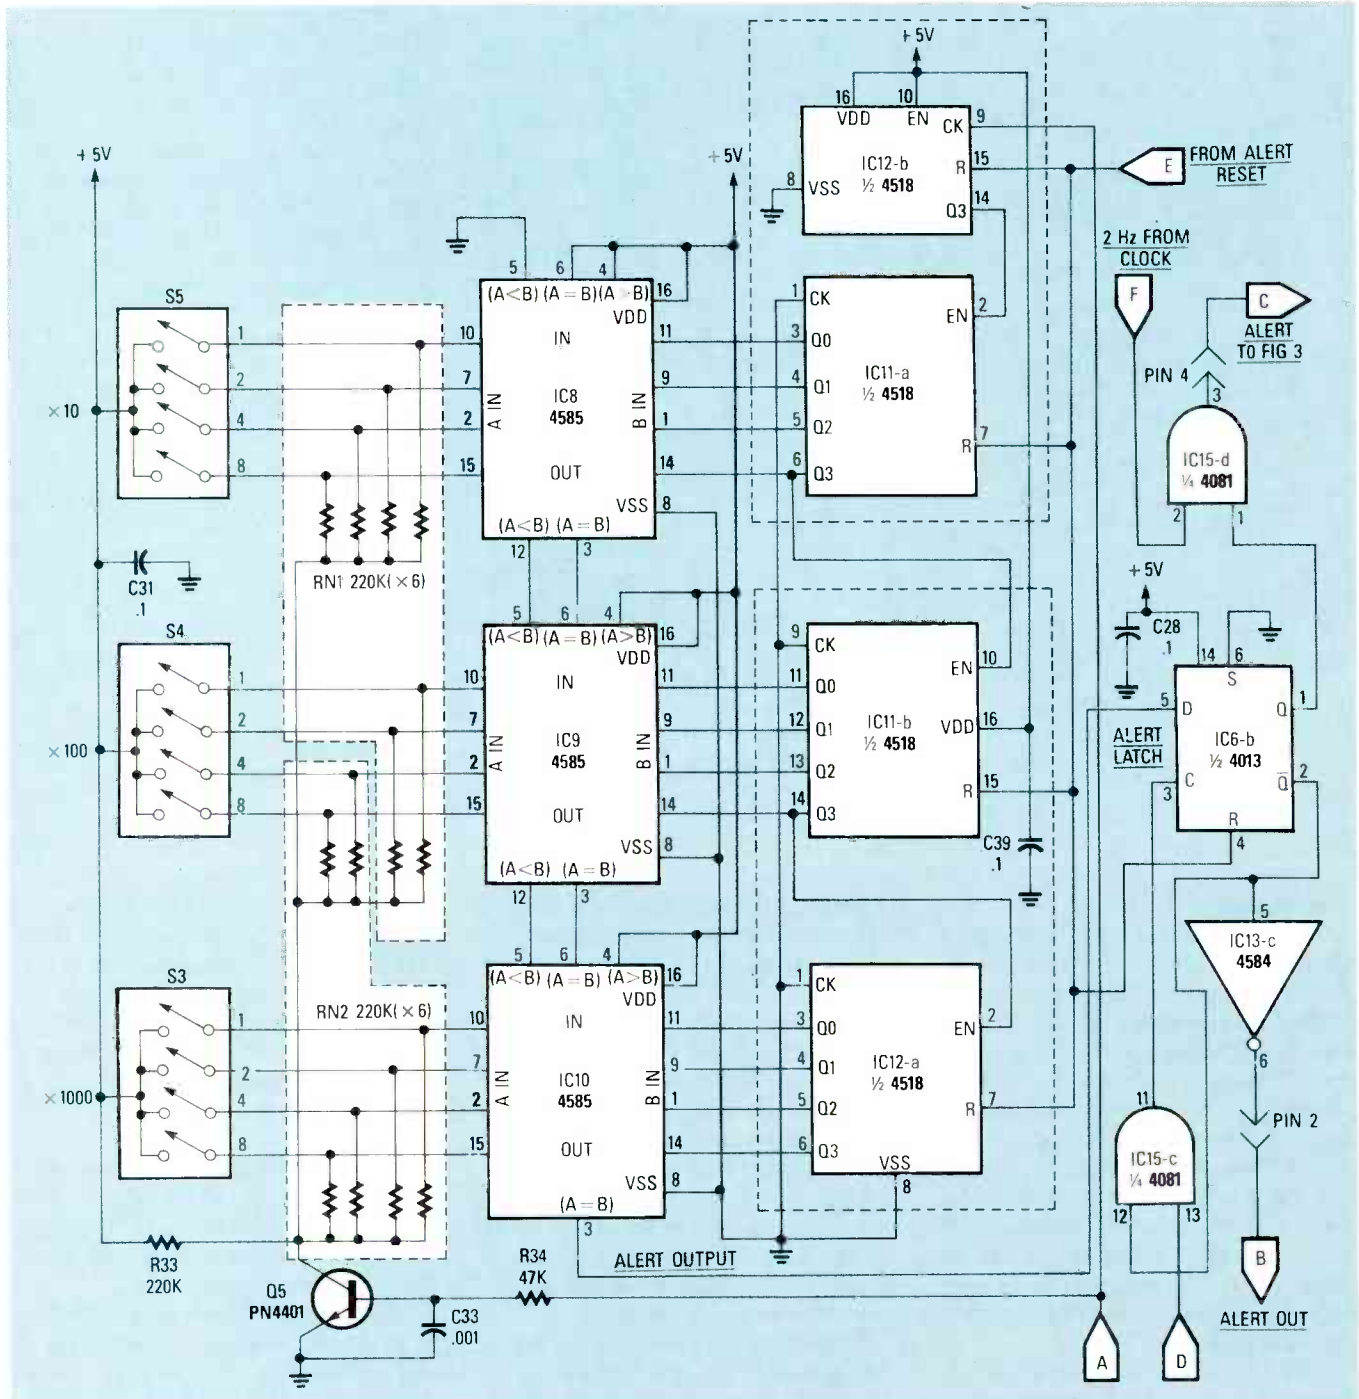 +5V
16 10
VDD EN
CK 9
IC12-b
½ 4518
R 15
8 VSS
Q3 14
E
FROM ALERT
RESET
+5V
+5V
2 Hz FROM
CLOCK
F
C
ALERT
TO FIG 3
PIN 4
3
IC15-d
¼ 4081
2 1
S5
1
2
4
8
×10
5 6 4
(A<B) (A=B) (A>B)
16
VDD
10 IN 11
7 9
A IN
IC8
4585
B IN
2 1
15 OUT 14
VSS 8
(A<B) (A=B)
12 3
1 CK
EN 2
3 Q0
4 Q1
IC11-a
½ 4518
5 Q2
6 Q3
R 7
C31
.1
RN1 220K(×6)
S4
1
2
4
8
×100
5 6 4
(A<B) (A=B) (A>B)
16
VDD
10 IN 11
7 9
A IN
IC9
4585
B IN
2 1
15 OUT 14
VSS 8
(A<B) (A=B)
12 3
9 CK
EN 10
11 Q0
12 Q1
IC11-b
½ 4518
VDD 16
13 Q2
14 Q3
R 15
C39
.1
+5V
C28
.1
14 6
S
5 D
Q 1
ALERT
LATCH
IC6-b
½ 4013
3 C
Q 2
R
4
5
IC13-c
4584
6
PIN 2
S3
1
2
4
8
×1000
RN2 220K(×6)
5 6 4
(A<B) (A=B) (A>B)
16
VDD
10 IN 11
7 9
A IN
IC10
4585
B IN
2 1
15 OUT 14
VSS 8
(A=B)
3
1 CK
EN 2
3 Q0
4 Q1
IC12-a
½ 4518
5 Q2
6 Q3
R 7
VSS
8
11
IC15-c
¼ 4081
12 13
B
ALERT OUT
R33
220K
Q5
PN4401
C33
.001
R34
47K
ALERT OUTPUT
A
D